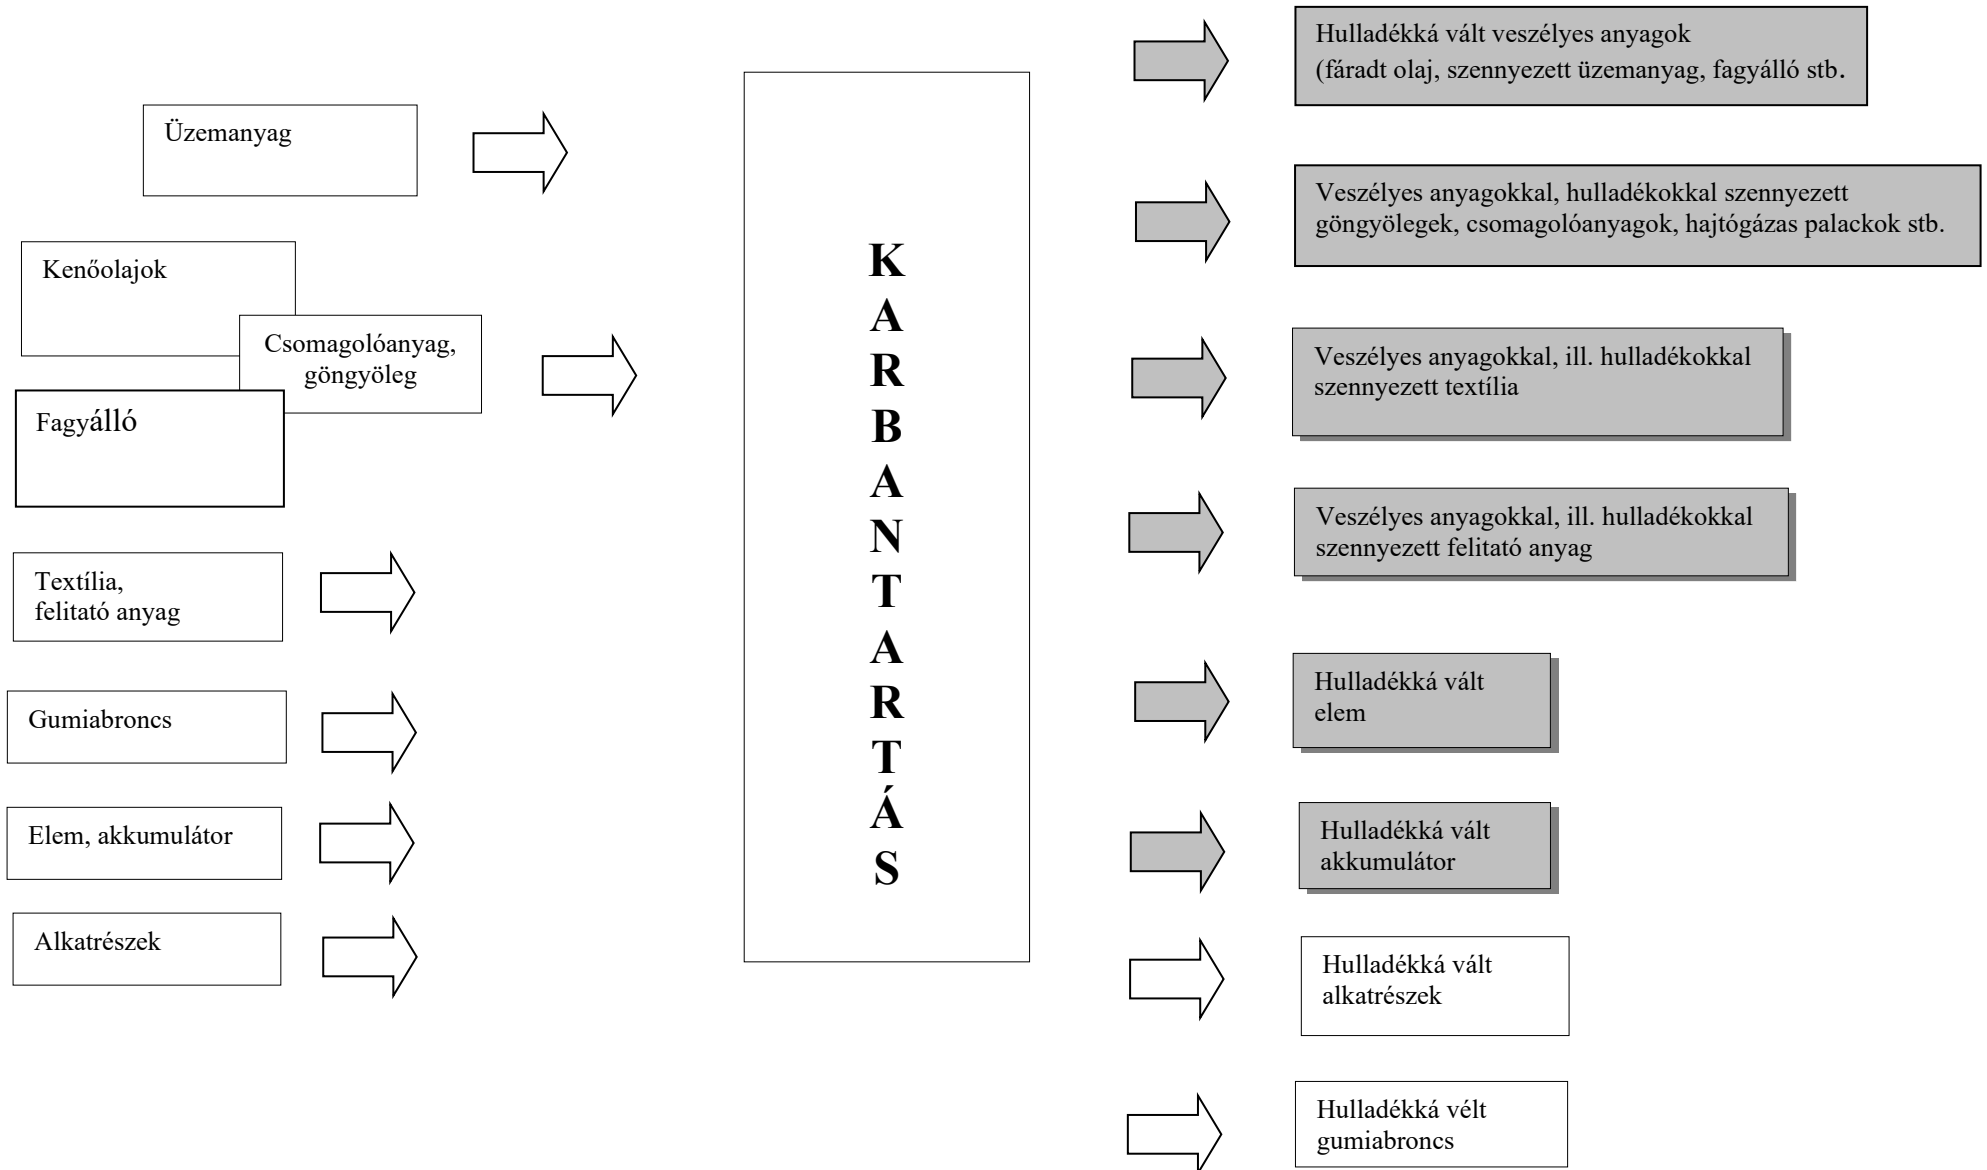 Üzemanyag
Kenőolajok
Csomagolóanyag,
göngyöleg
Fagyálló
Textília,
felitató anyag
Gumiabroncs
Elem, akkumulátor
Alkatrészek
K
A
R
B
A
N
T
A
R
T
Á
S
Hulladékká vált veszélyes anyagok
(fáradt olaj, szennyezett üzemanyag, fagyálló stb.
Veszélyes anyagokkal, hulladékokkal szennyezett
göngyölegek, csomagolóanyagok, hajtógázas palackok stb.
Veszélyes anyagokkal, ill. hulladékokkal
szennyezett textília
Veszélyes anyagokkal, ill. hulladékokkal
szennyezett felitató anyag
Hulladékká vált
elem
Hulladékká vált
akkumulátor
Hulladékká vált
alkatrészek
Hulladékká vélt
gumiabroncs